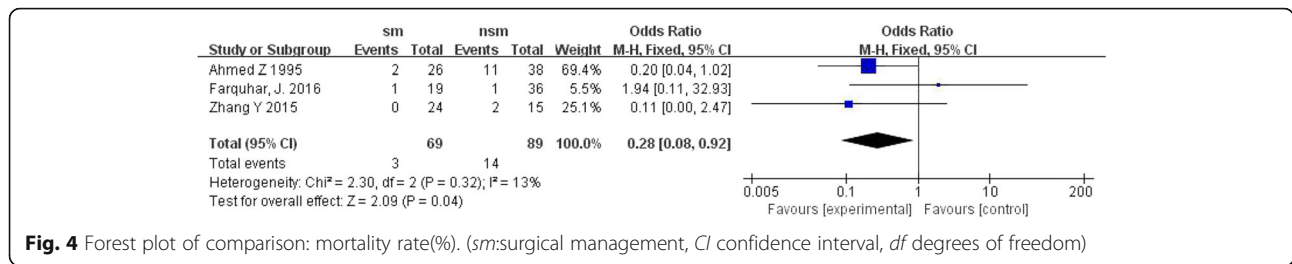 sm nsm Odds Ratio Odds Ratio
Study or Subgroup Events Total Events Total Weight M-H, Fixed, 95% CI M-H, Fixed, 95% CI
Ahmed Z 1995 2 26 11 38 69.4% 0.20 [0.04, 1.02]
Farquhar, J. 2016 1 19 1 36 5.5% 1.94 [0.11, 32.93]
Zhang Y 2015 0 24 2 15 25.1% 0.11 [0.00, 2.47]
Total (95% CI) 69 89 100.0% 0.28 [0.08, 0.92]
Total events 3 14
Heterogeneity: Chi² = 2.30, df = 2 (P = 0.32); I² = 13%
Test for overall effect: Z = 2.09 (P = 0.04)
0.005 0.1 1 10 200
Favours [experimental] Favours [control]
Fig. 4 Forest plot of comparison: mortality rate(%). (sm:surgical management, CI confidence interval, df degrees of freedom)